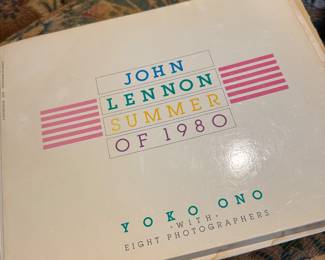 JOHN
LENNON
SUMMER
OF 1980
YOKO ONO
·WITH·
EIGHT PHOTOGRAPHERS